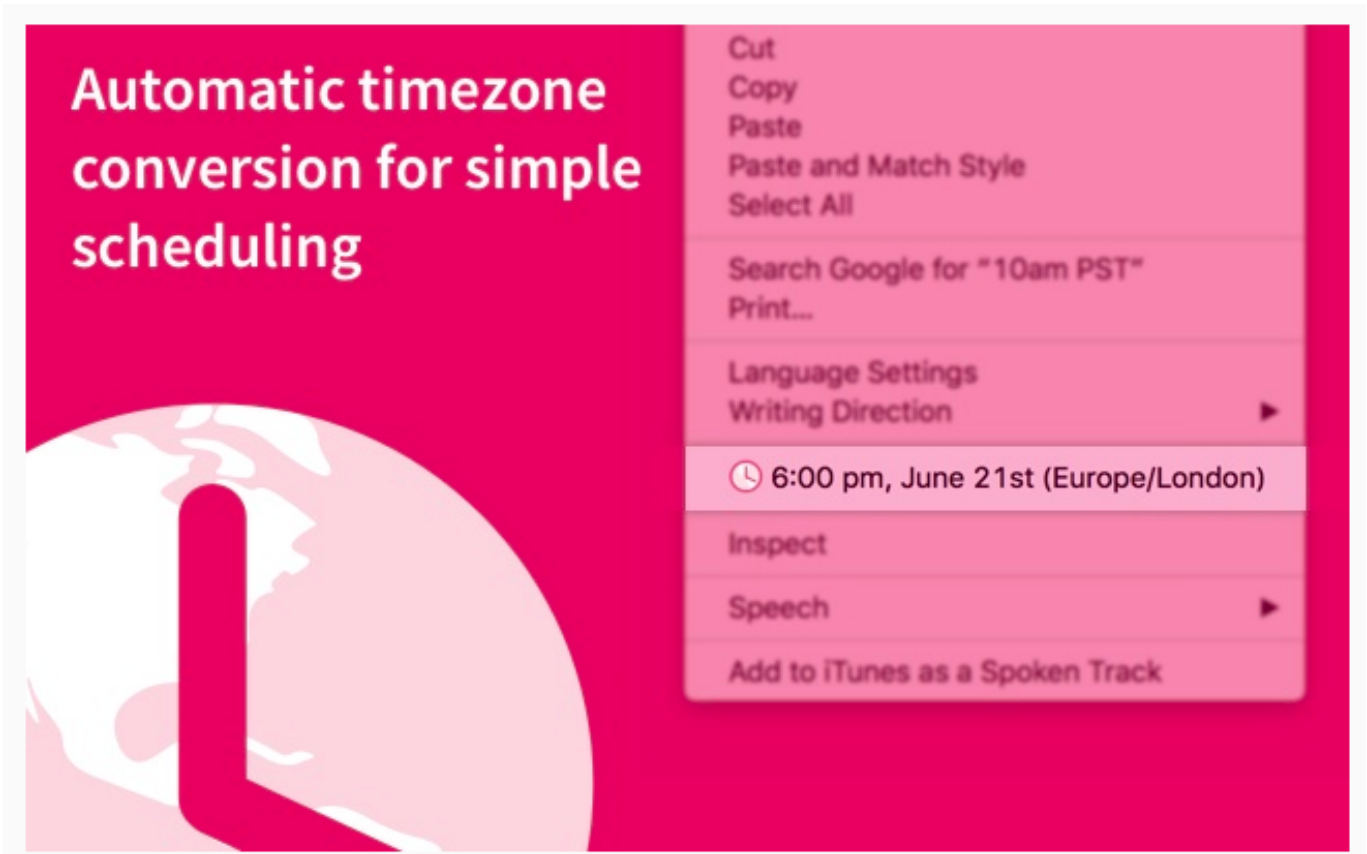 Automatic timezone
conversion for simple
scheduling
Cut
Copy
Paste
Paste and Match Style
Select All
Search Google for “10am PST”
Print...
Language Settings
Writing Direction
6:00 pm, June 21st (Europe/London)
Inspect
Speech
Add to iTunes as a Spoken Track